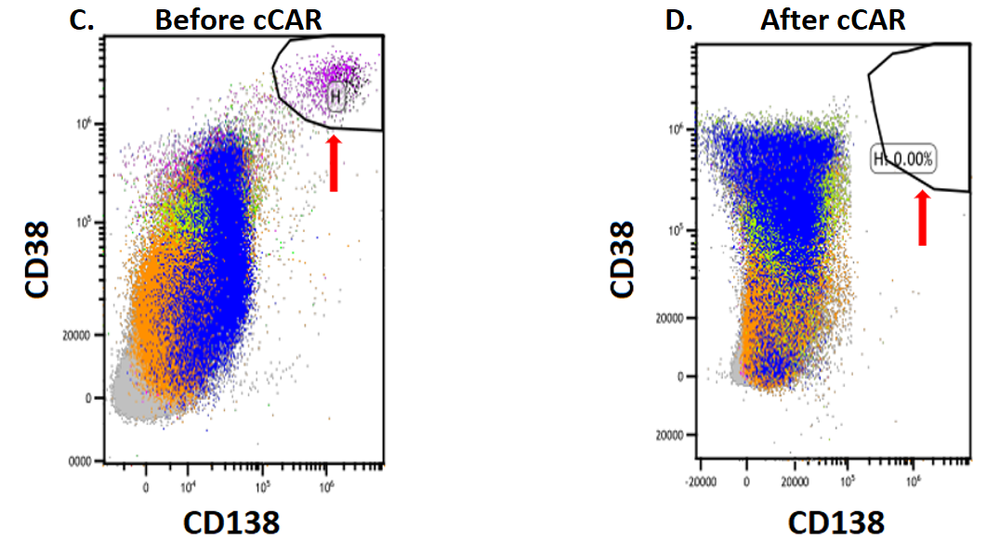 C. Before cCAR
H
10⁶
10⁵
20000
0
0000
CD38
0 10⁴ 10⁵ 10⁶
CD138
D. After cCAR
10⁶
H: 0.00%
10⁵
20000
0
20000
CD38
-20000 0 20000 10⁵ 10⁶
CD138